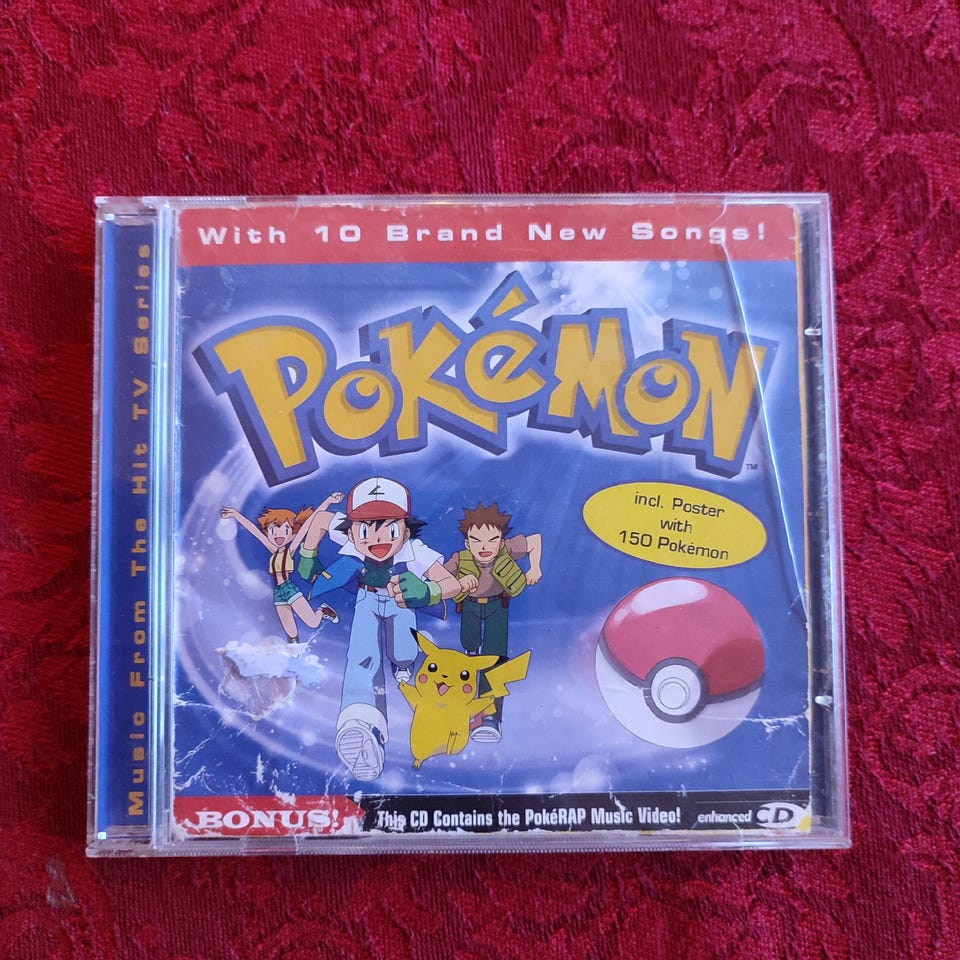 With 10 Brand New Songs!
Music From The Hit TV Series
POKéMON
TM
incl. Poster
with
150 Pokémon
BONUS! This CD Contains the PokéRAP Music Video! enhanced CD